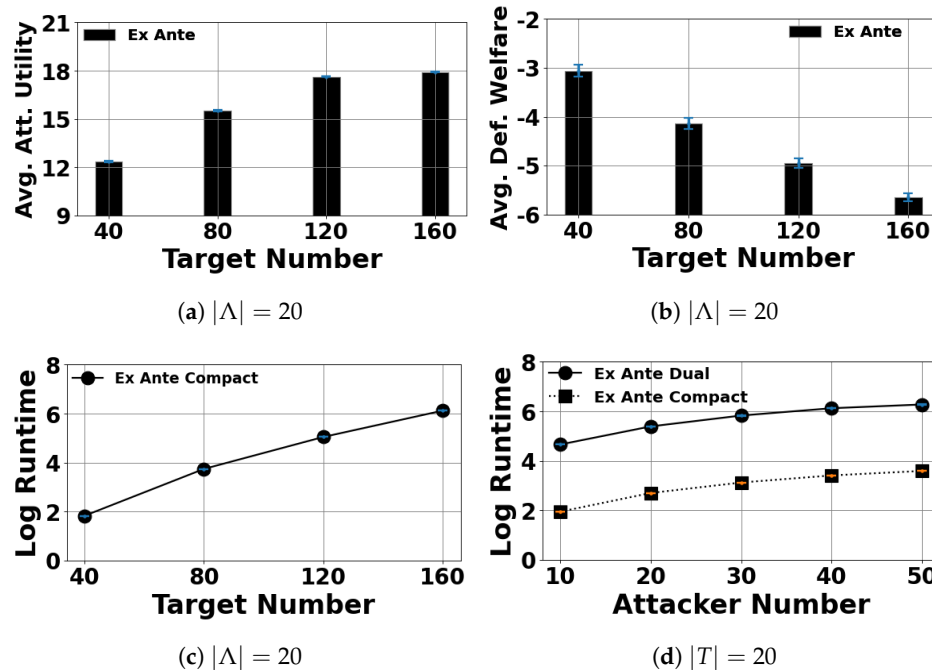 Avg. Att. Utility
21
18
15
12
9
Ex Ante
40 80 120 160
Target Number
(a) |Λ| = 20
Avg. Def. Welfare
-2
-3
-4
-5
-6
Ex Ante
40 80 120 160
Target Number
(b) |Λ| = 20
Log Runtime
8
6
4
2
0
Ex Ante Compact
40 80 120 160
Target Number
(c) |Λ| = 20
Log Runtime
8
6
4
2
0
Ex Ante Dual
Ex Ante Compact
10 20 30 40 50
Attacker Number
(d) |T| = 20